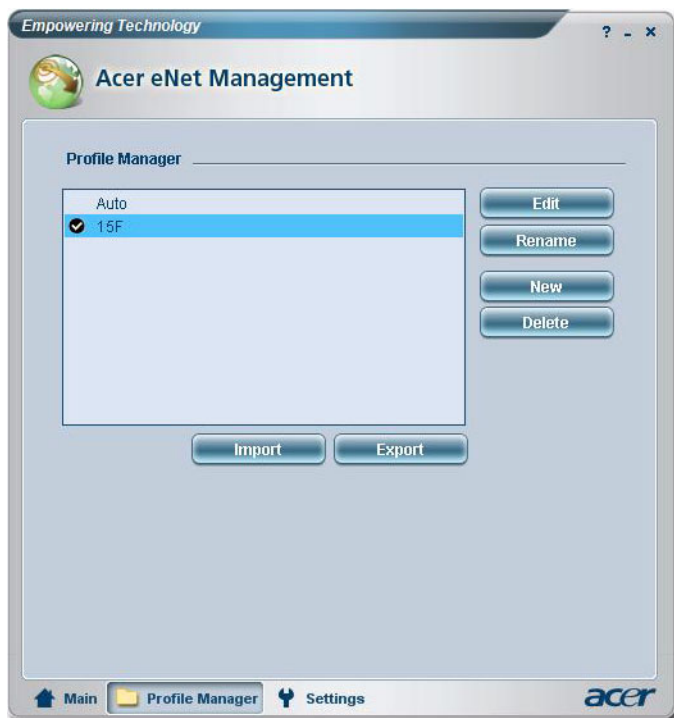 Empowering Technology
? - x
Acer eNet Management
Profile Manager
Auto
15F
Edit
Rename
New
Delete
Import Export
Main Profile Manager Settings
acer